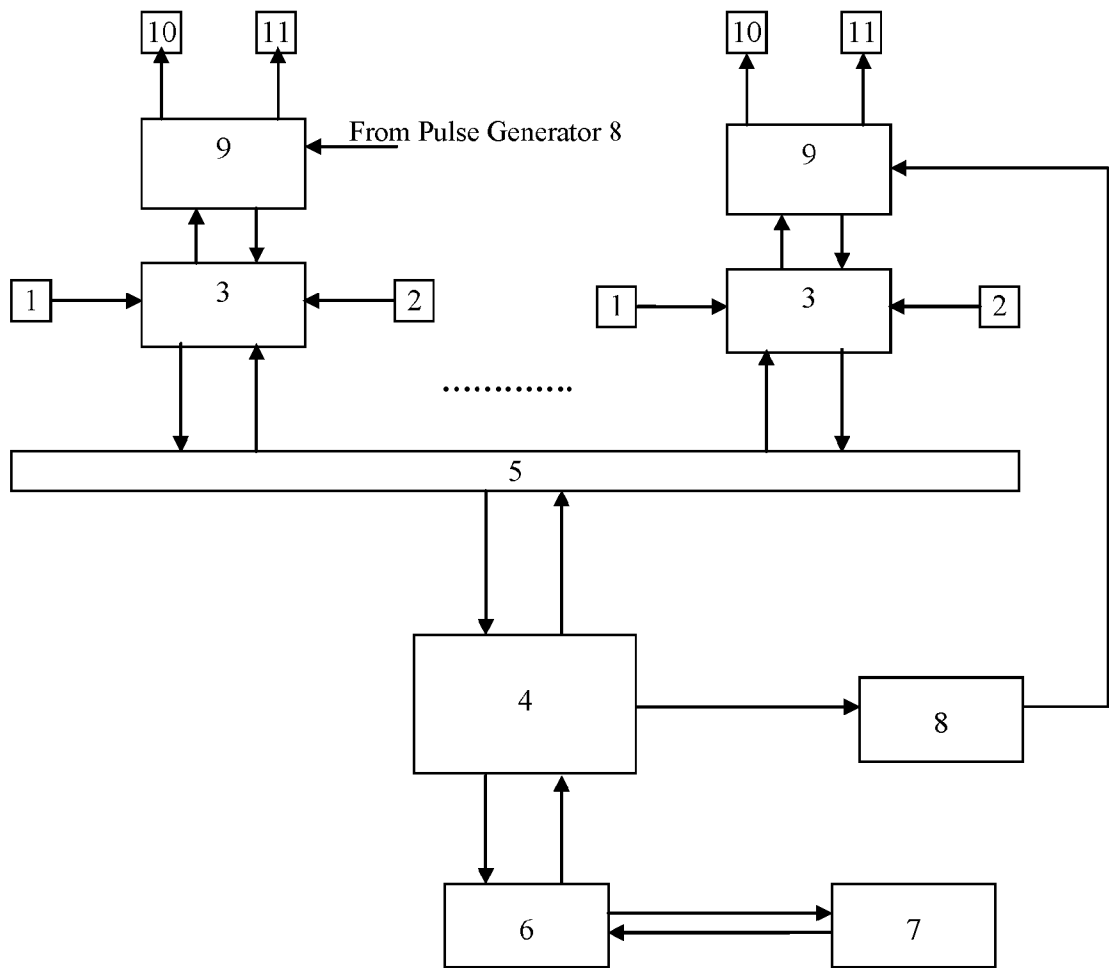 10 11 10 11
From Pulse Generator 8
9 9
3 3
1 2 1 2
.............
5
4
8
6 7